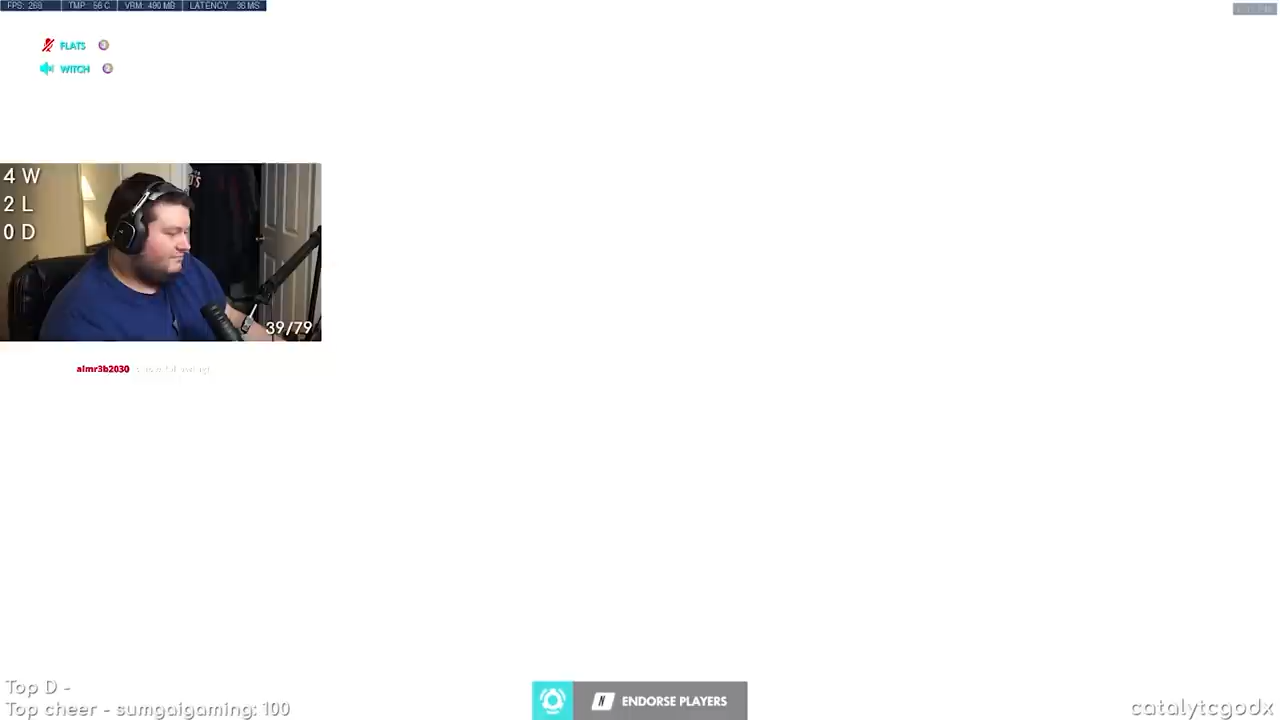 FPS: 268 TMP: 56 C VRM: 490 MB LATENCY: 36 MS
FLATS
WITCH
4 W
2 L
0 D
39/79
almr3b2030
Top D -
Top cheer - sumgaigaming: 100
N ENDORSE PLAYERS
catalytcgodx